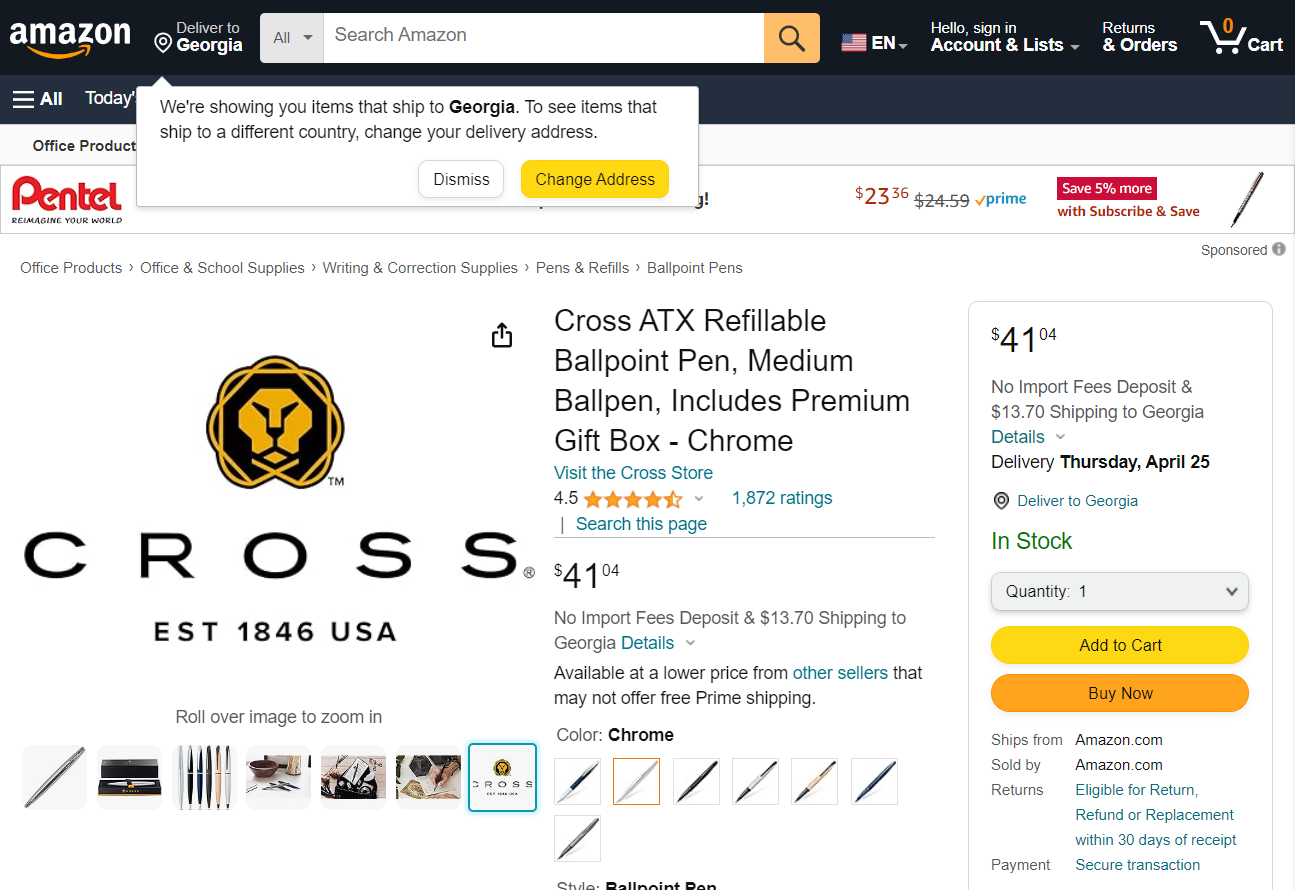 amazon
Deliver to
Georgia
All
Search Amazon
EN
Hello, sign in
Account & Lists
Returns
& Orders
0
Cart
All
Today'
We're showing you items that ship to Georgia. To see items that
ship to a different country, change your delivery address.
Dismiss
Change Address
Office Product
Pentel
REIMAGINE YOUR WORLD
g!
$23 36
$24.59
prime
Save 5% more
with Subscribe & Save
Sponsored
Office Products › Office & School Supplies › Writing & Correction Supplies › Pens & Refills › Ballpoint Pens
CROSS®
TM
EST 1846 USA
Roll over image to zoom in
CROSS
EST 1846 USA
Cross ATX Refillable
Ballpoint Pen, Medium
Ballpen, Includes Premium
Gift Box - Chrome
Visit the Cross Store
4.5
1,872 ratings
| Search this page
$41 04
No Import Fees Deposit & $13.70 Shipping to
Georgia Details
Available at a lower price from other sellers that
may not offer free Prime shipping.
Color: Chrome
Style: Ballpoint Pen
$41 04
No Import Fees Deposit &
$13.70 Shipping to Georgia
Details
Delivery Thursday, April 25
Deliver to Georgia
In Stock
Quantity: 1
Add to Cart
Buy Now
Ships from Amazon.com
Sold by Amazon.com
Returns Eligible for Return,
Refund or Replacement
within 30 days of receipt
Payment Secure transaction